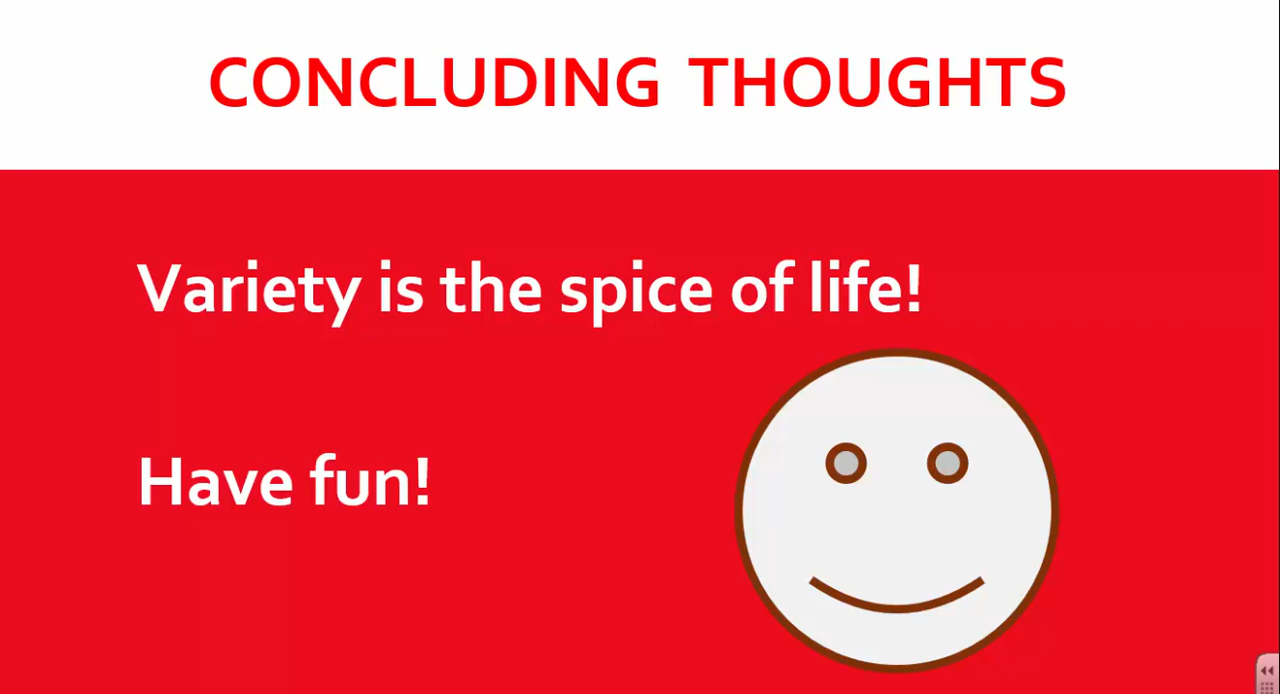 CONCLUDING THOUGHTS
Variety is the spice of life!
Have fun!